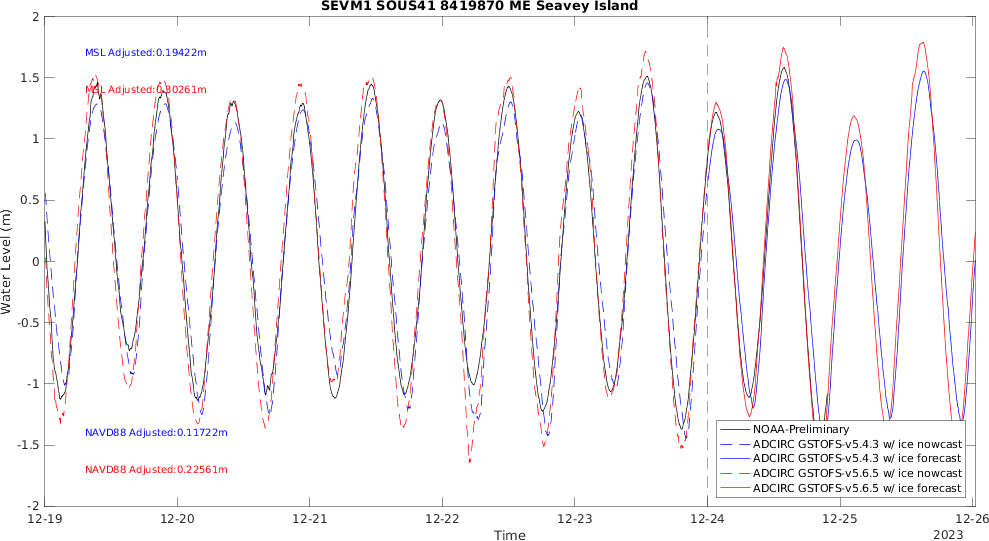 SEVM1 SOUS41 8419870 ME Seavey Island
2
1.5
1
0.5
0
-0.5
-1
-1.5
-2
Water Level (m)
MSL Adjusted:0.19422m
MSL Adjusted:0.30261m
NAVD88 Adjusted:0.11722m
NAVD88 Adjusted:0.22561m
NOAA-Preliminary
ADCIRC GSTOFS-v5.4.3 w/ ice nowcast
ADCIRC GSTOFS-v5.4.3 w/ ice forecast
ADCIRC GSTOFS-v5.6.5 w/ ice nowcast
ADCIRC GSTOFS-v5.6.5 w/ ice forecast
12-19 12-20 12-21 12-22 12-23 12-24 12-25 12-26
Time
2023